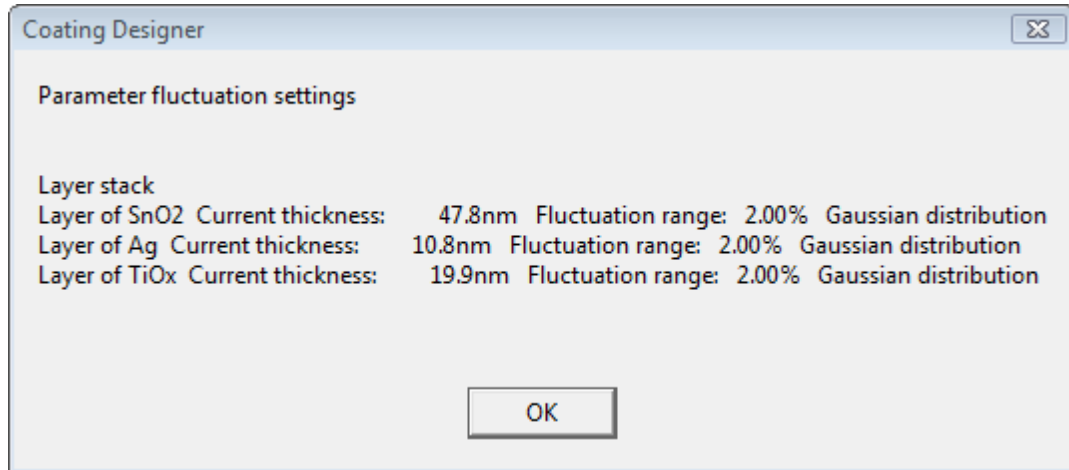 Coating Designer
Parameter fluctuation settings
Layer stack
Layer of SnO2 Current thickness: 47.8nm Fluctuation range: 2.00% Gaussian distribution
Layer of Ag Current thickness: 10.8nm Fluctuation range: 2.00% Gaussian distribution
Layer of TiOx Current thickness: 19.9nm Fluctuation range: 2.00% Gaussian distribution
OK